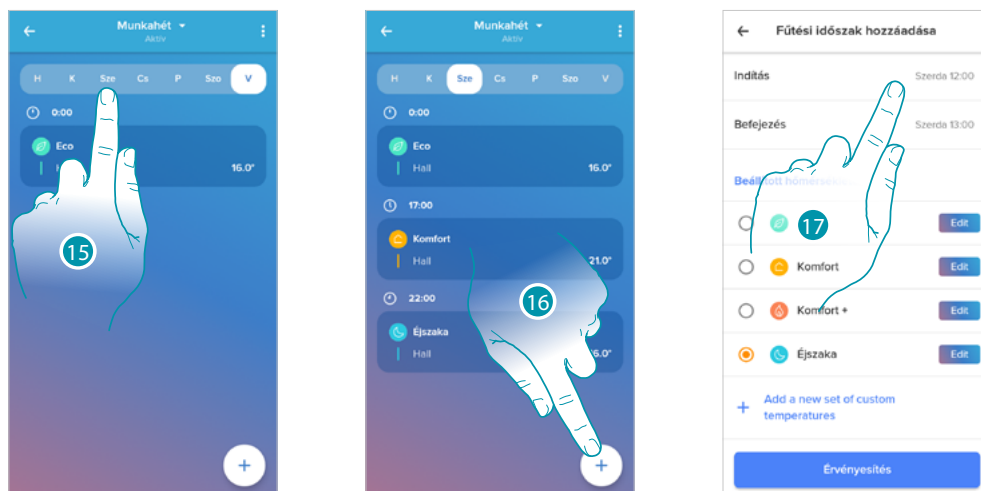 Munkahét
Aktív
H K Sze Cs P Szo V
0:00
Eco
16.0°
15
Munkahét
Aktív
H K Sze Cs P Szo V
0:00
Eco
Hall 16.0°
17:00
Komfort
Hall 21.0°
22:00
Éjszaka
Hall
16
+
Fűtési időszak hozzáadása
Indítás Szerda 12:00
Befejezés Szerda 13:00
17
Edit
Komfort Edit
Komfort + Edit
Éjszaka Edit
+ Add a new set of custom
temperatures
Érvényesítés